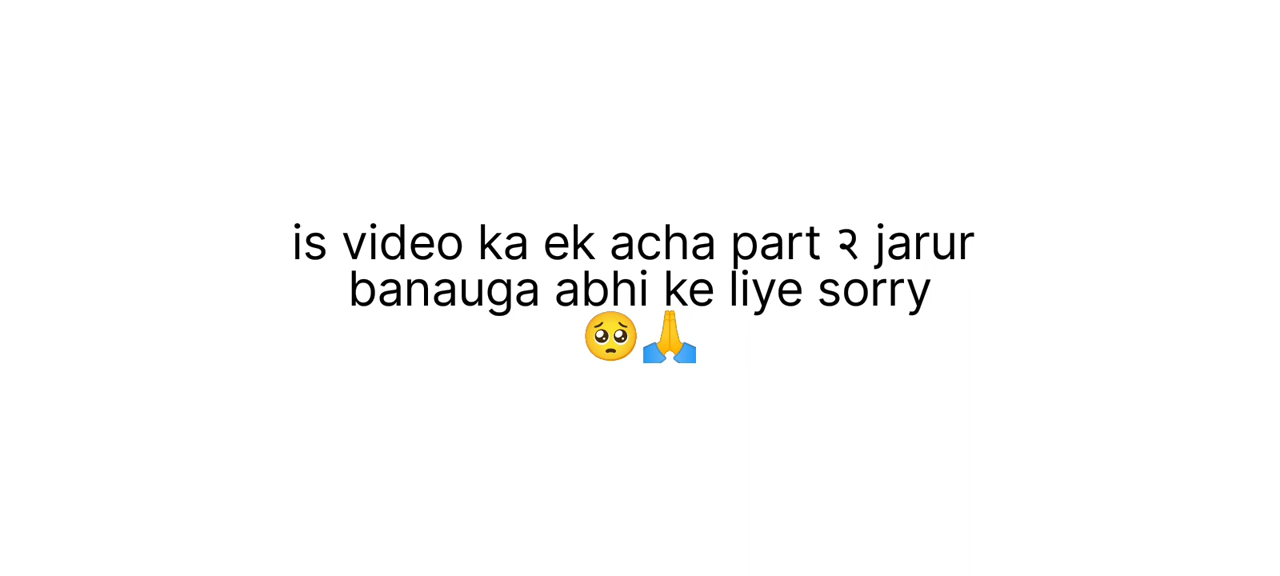 is video ka ek acha part २ jarur
banauga abhi ke liye sorry
🥺🙏